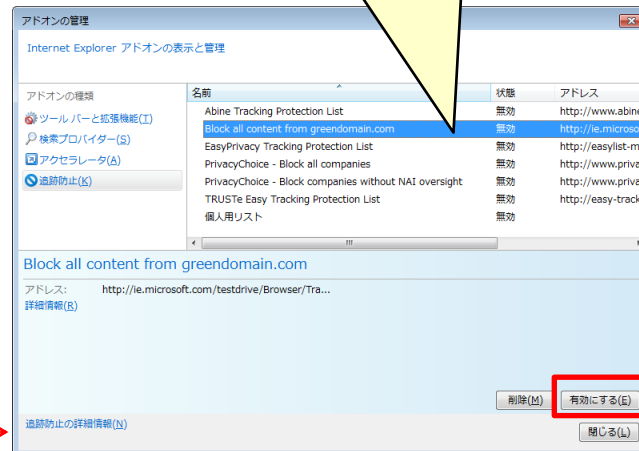 アドオンの管理
Internet Explorer アドオンの表示と管理
アドオンの種類
ツール バーと拡張機能(T)
検索プロバイダー(S)
アクセラレータ(A)
追跡防止(K)
名前 状態 アドレス
Abine Tracking Protection List 無効 http://www.abine
Block all content from greendomain.com 無効 http://ie.microso
EasyPrivacy Tracking Protection List 無効 http://easylist-m
PrivacyChoice - Block all companies 無効 http://www.priva
PrivacyChoice - Block companies without NAI oversight 無効 http://www.priva
TRUSTe Easy Tracking Protection List 無効 http://easy-track
個人用リスト 無効
Block all content from greendomain.com
アドレス: http://ie.microsoft.com/testdrive/Browser/Tra...
詳細情報(R)
削除(M) 有効にする(E)
追跡防止の詳細情報(N)
閉じる(L)